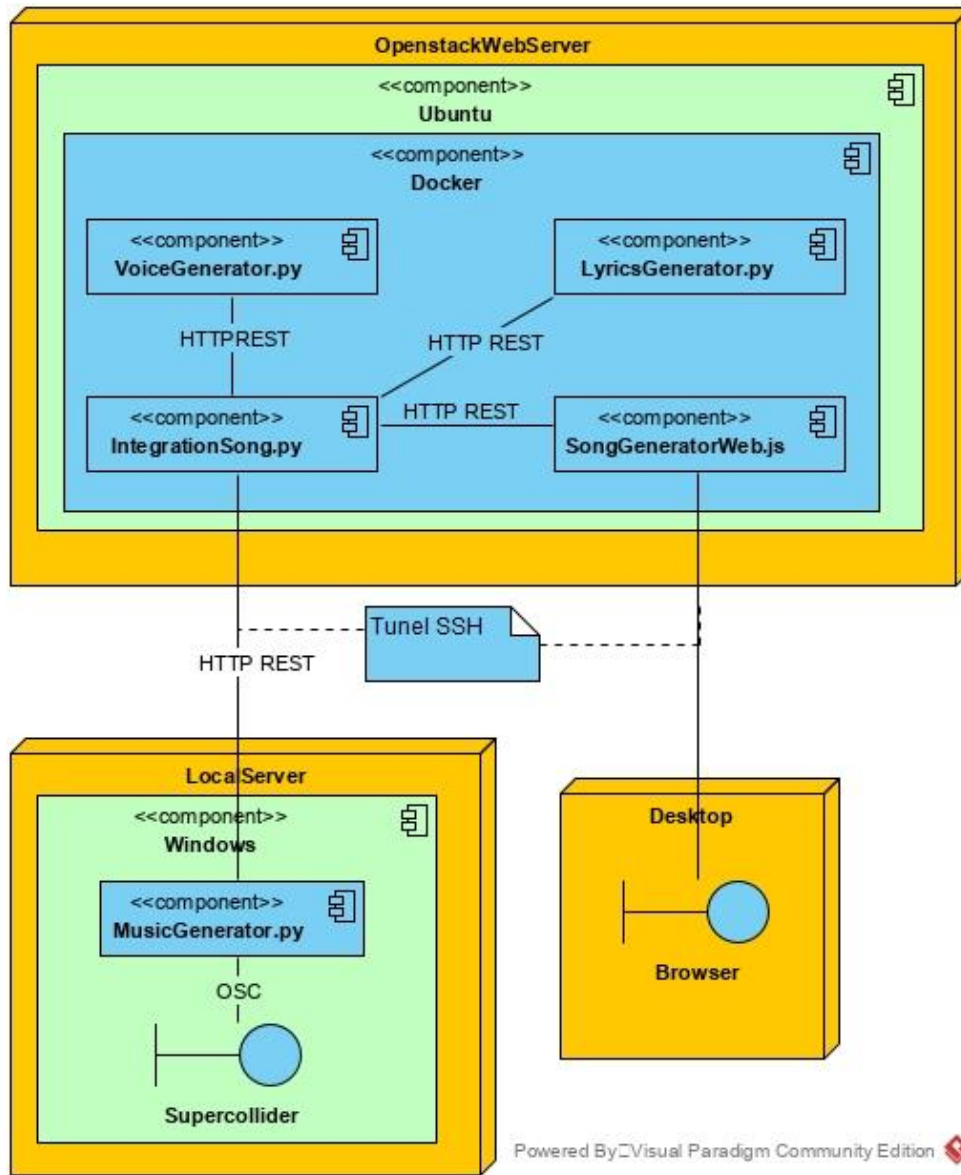 OpenstackWebServer
<<component>>
Ubuntu
<<component>>
Docker
<<component>>
VoiceGenerator.py
<<component>>
LyricsGenerator.py
HTTPREST
HTTP REST
<<component>>
IntegrationSong.py
HTTP REST
<<component>>
SongGeneratorWeb.js
Tunel SSH
HTTP REST
LocalServer
<<component>>
Windows
<<component>>
MusicGenerator.py
OSC
Supercollider
Desktop
Browser
Powered By Visual Paradigm Community Edition